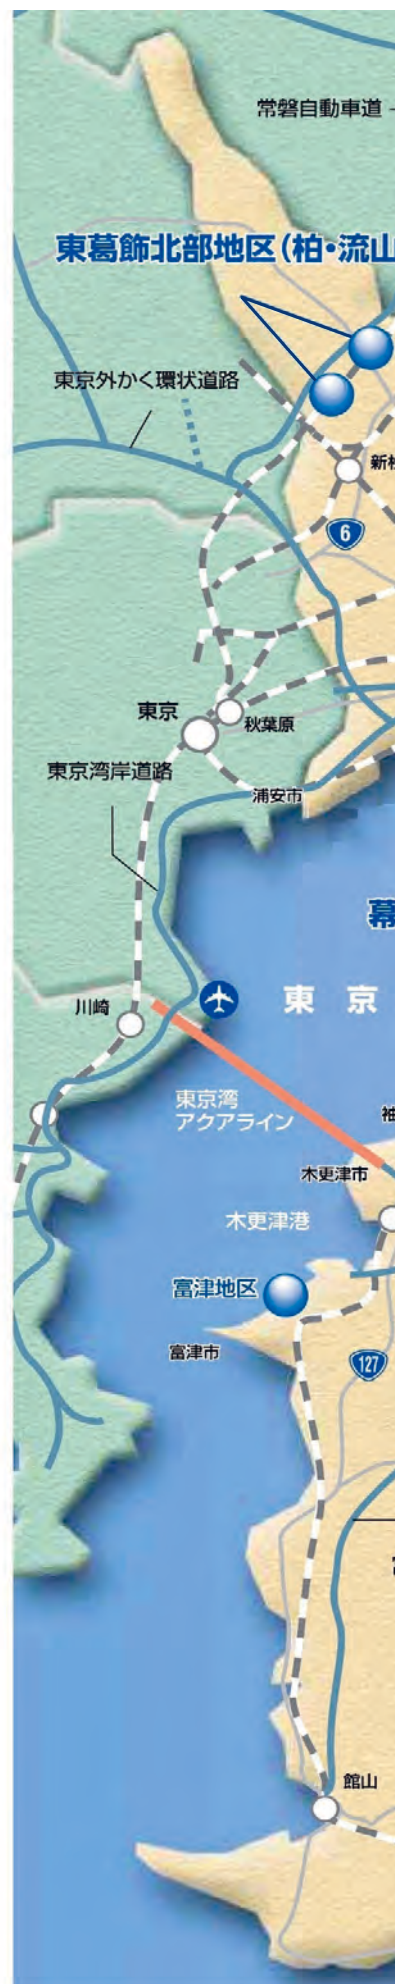 常磐自動車道
東葛飾北部地区(柏・流山
東京外かく環状道路
新
6
東京
秋葉原
東京湾岸道路
浦安市
幕
東 京
川崎
東京湾
アクアライン
袖
木更津市
木更津港
富津地区
富津市
127
館山